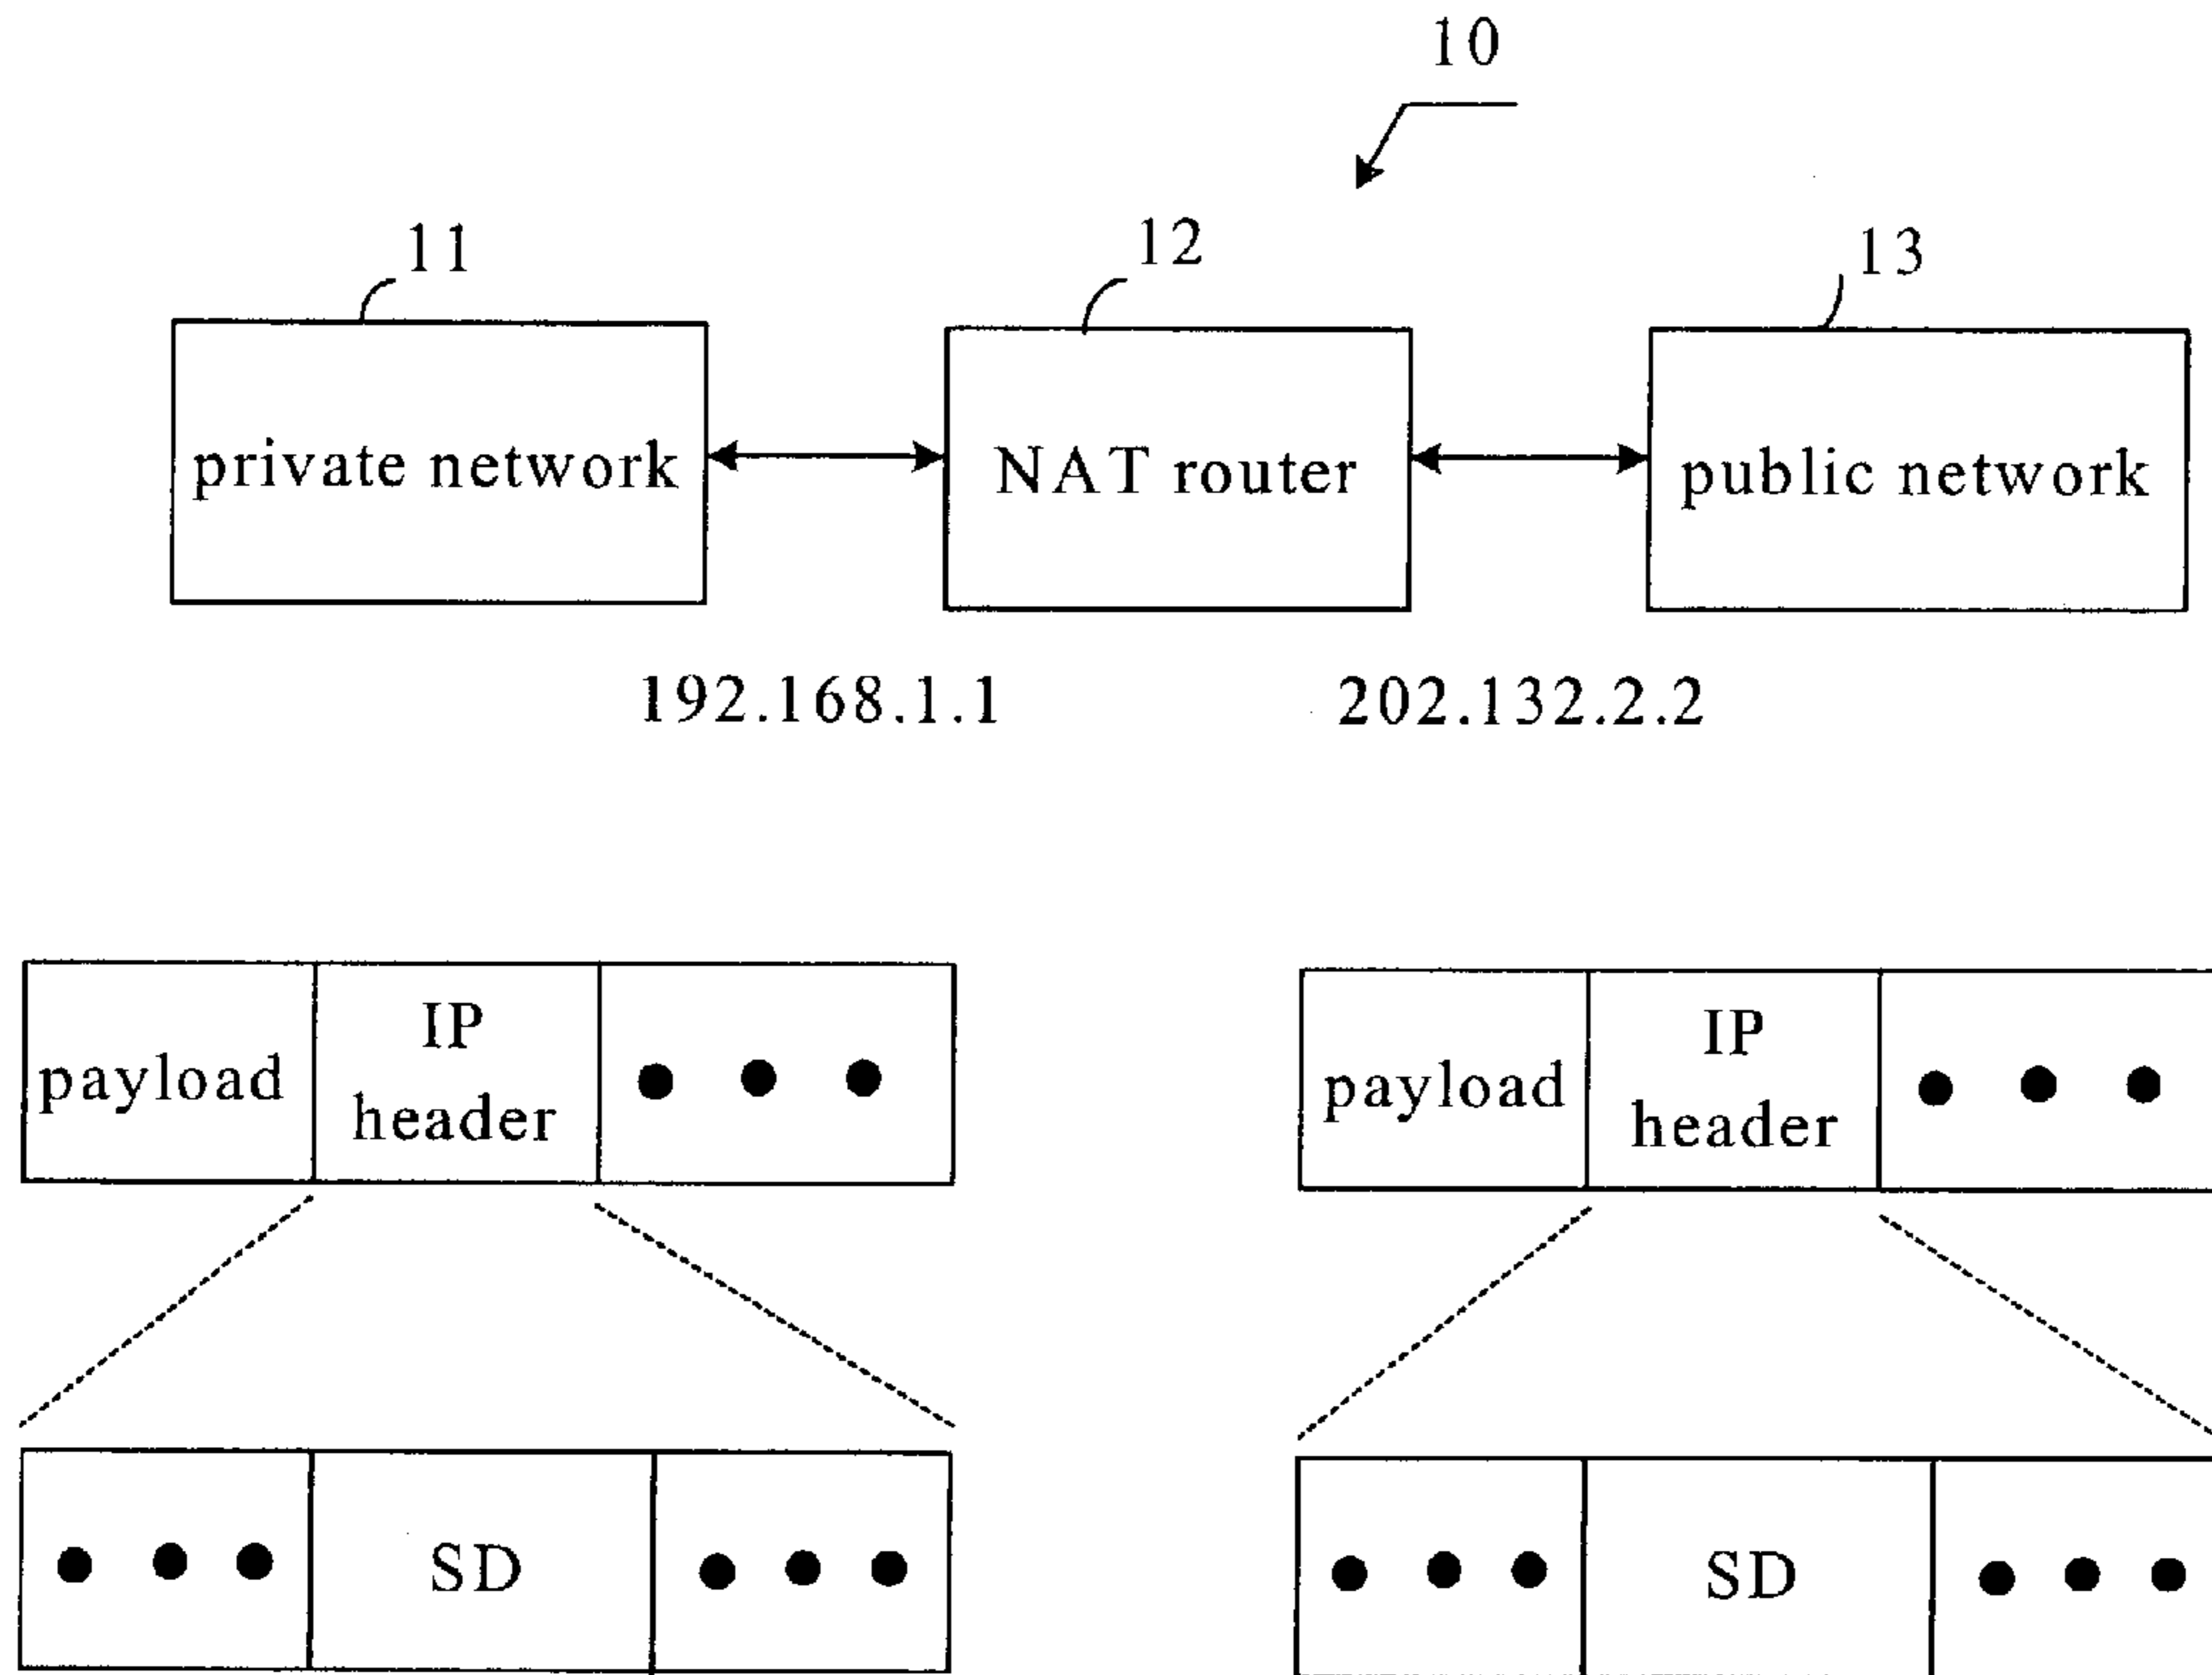 10
11
12
13
private network
NAT router
public network
192.168.1.1
202.132.2.2
payload
IP
header
payload
IP
header
SD
SD